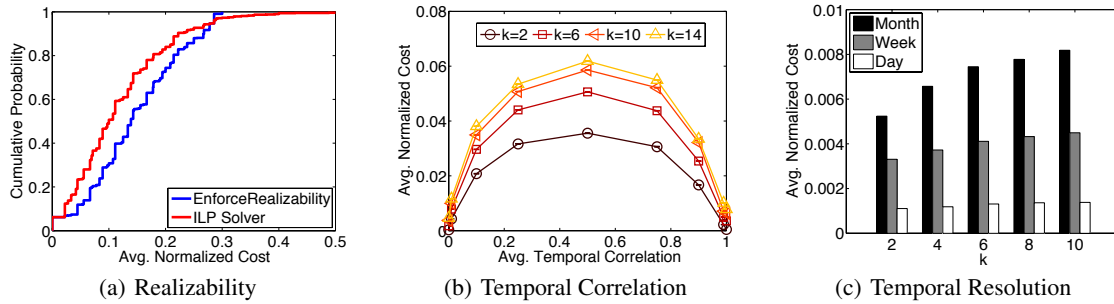 Cumulative Probability
1
0.8
0.6
0.4
0.2
0
0.1
0.2
0.3
0.4
0.5
EnforceRealizability
ILP Solver
Avg. Normalized Cost
(a) Realizability
Avg. Normalized Cost
0.08
0.06
0.04
0.02
0
k=2 k=6 k=10 k=14
0
0.2
0.4
0.6
0.8
1
Avg. Temporal Correlation
(b) Temporal Correlation
Avg. Normalized Cost
0.01
0.008
0.006
0.004
0.002
0
Month
Week
Day
2
4
6
8
10
k
(c) Temporal Resolution